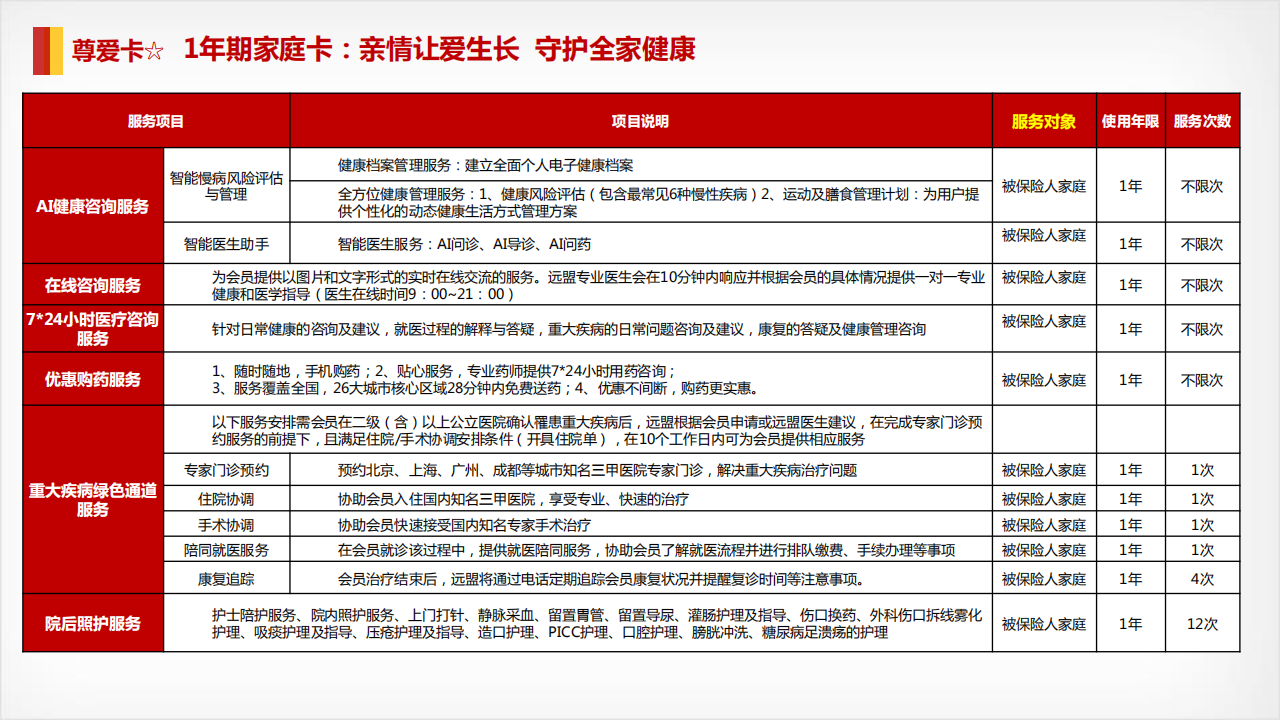 尊爱卡☆ 1年期家庭卡：亲情让爱生长 守护全家健康
服务项目 项目说明 服务对象 使用年限 服务次数
AI健康咨询服务
智能慢病风险评估
与管理
健康档案管理服务：建立全面个人电子健康档案
全方位健康管理服务：1、健康风险评估（包含最常见6种慢性疾病）2、运动及膳食管理计划：为用户提
供个性化的动态健康生活方式管理方案
被保险人家庭 1年 不限次
智能医生助手 智能医生服务：AI问诊、AI导诊、AI问药 被保险人家庭 1年 不限次
在线咨询服务
为会员提供以图片和文字形式的实时在线交流的服务。远盟专业医生会在10分钟内响应并根据会员的具体情况提供一对一专业
健康和医学指导（医生在线时间9：00~21：00）
被保险人家庭 1年 不限次
7*24小时医疗咨询
服务
针对日常健康的咨询及建议，就医过程的解释与答疑，重大疾病的日常问题咨询及建议，康复的答疑及健康管理咨询
被保险人家庭 1年 不限次
优惠购药服务
1、随时随地，手机购药；2、贴心服务，专业药师提供7*24小时用药咨询；
3、服务覆盖全国，26大城市核心区域28分钟内免费送药；4、优惠不间断，购药更实惠。
被保险人家庭 1年 不限次
重大疾病绿色通道
服务
以下服务安排需会员在二级（含）以上公立医院确认罹患重大疾病后，远盟根据会员申请或远盟医生建议，在完成专家门诊预
约服务的前提下，且满足住院/手术协调安排条件（开具住院单），在10个工作日内可为会员提供相应服务
专家门诊预约 预约北京、上海、广州、成都等城市知名三甲医院专家门诊，解决重大疾病治疗问题 被保险人家庭 1年 1次
住院协调 协助会员入住国内知名三甲医院，享受专业、快速的治疗 被保险人家庭 1年 1次
手术协调 协助会员快速接受国内知名专家手术治疗 被保险人家庭 1年 1次
陪同就医服务 在会员就诊该过程中，提供就医陪同服务，协助会员了解就医流程并进行排队缴费、手续办理等事项 被保险人家庭 1年 1次
康复追踪 会员治疗结束后，远盟将通过电话定期追踪会员康复状况并提醒复诊时间等注意事项。 被保险人家庭 1年 4次
院后照护服务
护士陪护服务、院内照护服务、上门打针、静脉采血、留置胃管、留置导尿、灌肠护理及指导、伤口换药、外科伤口拆线雾化
护理、吸痰护理及指导、压疮护理及指导、造口护理、PICC护理、口腔护理、膀胱冲洗、糖尿病足溃疡的护理
被保险人家庭 1年 12次